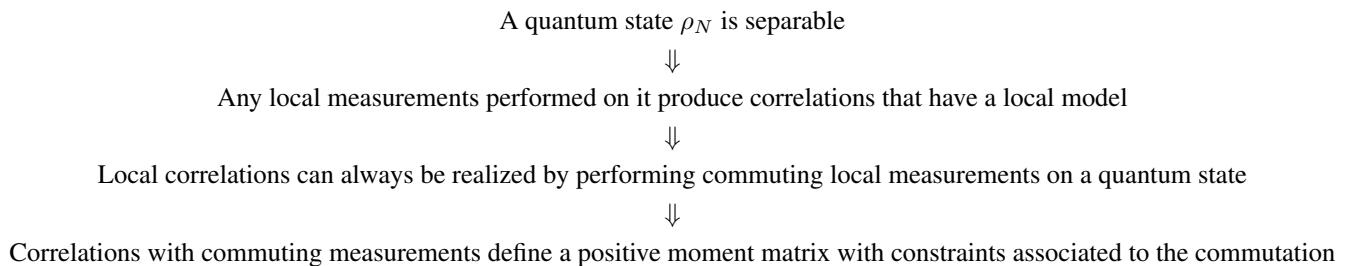 A quantum state ρ_N is separable
⇓
Any local measurements performed on it produce correlations that have a local model
⇓
Local correlations can always be realized by performing commuting local measurements on a quantum state
⇓
Correlations with commuting measurements define a positive moment matrix with constraints associated to the commutation